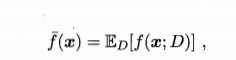 f̄(𝒙) = 𝔼_D[f(𝒙; D)] ,